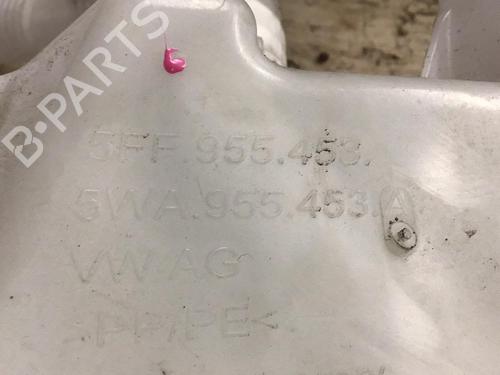 B-PARTS
5FF.955.453.
5WA.955.453.A
VW AG
>PP/PE<